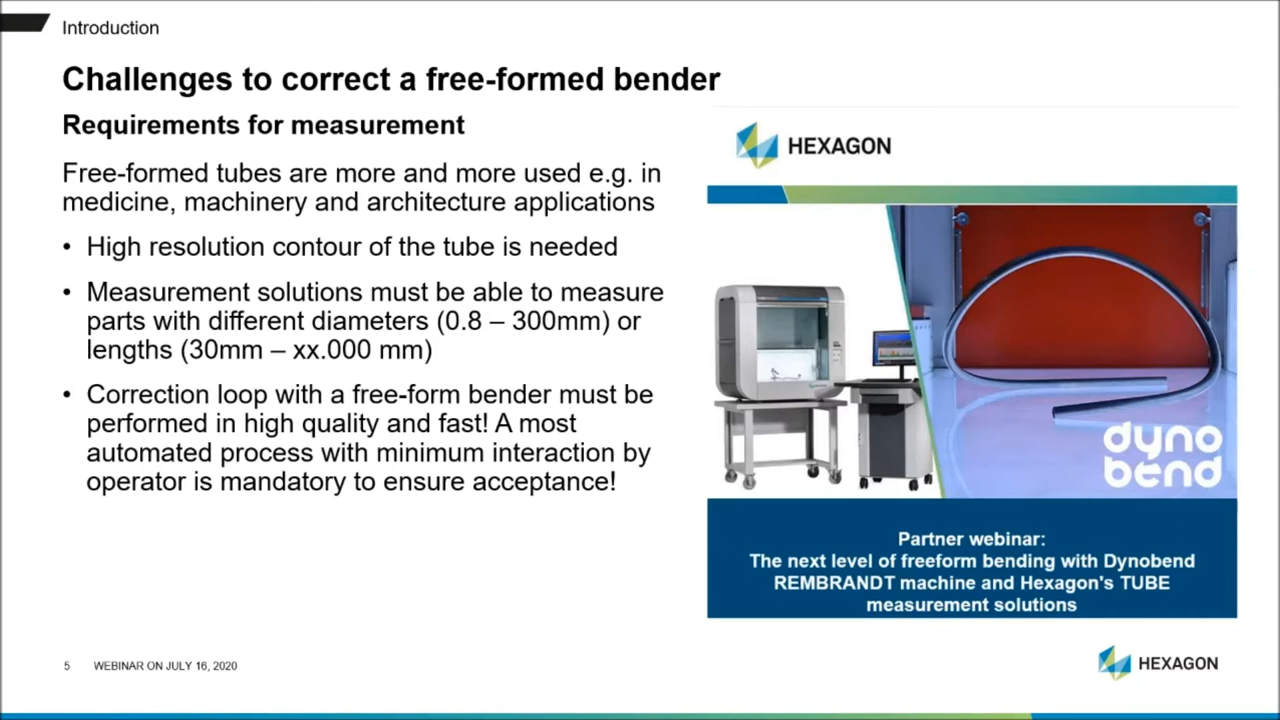 Introduction
Challenges to correct a free-formed bender
Requirements for measurement
Free-formed tubes are more and more used e.g. in
medicine, machinery and architecture applications
• High resolution contour of the tube is needed
• Measurement solutions must be able to measure
parts with different diameters (0.8 – 300mm) or
lengths (30mm – xx.000 mm)
• Correction loop with a free-form bender must be
performed in high quality and fast! A most
automated process with minimum interaction by
operator is mandatory to ensure acceptance!
HEXAGON
dyno
bend
Partner webinar:
The next level of freeform bending with Dynobend
REMBRANDT machine and Hexagon's TUBE
measurement solutions
5 WEBINAR ON JULY 16, 2020
HEXAGON